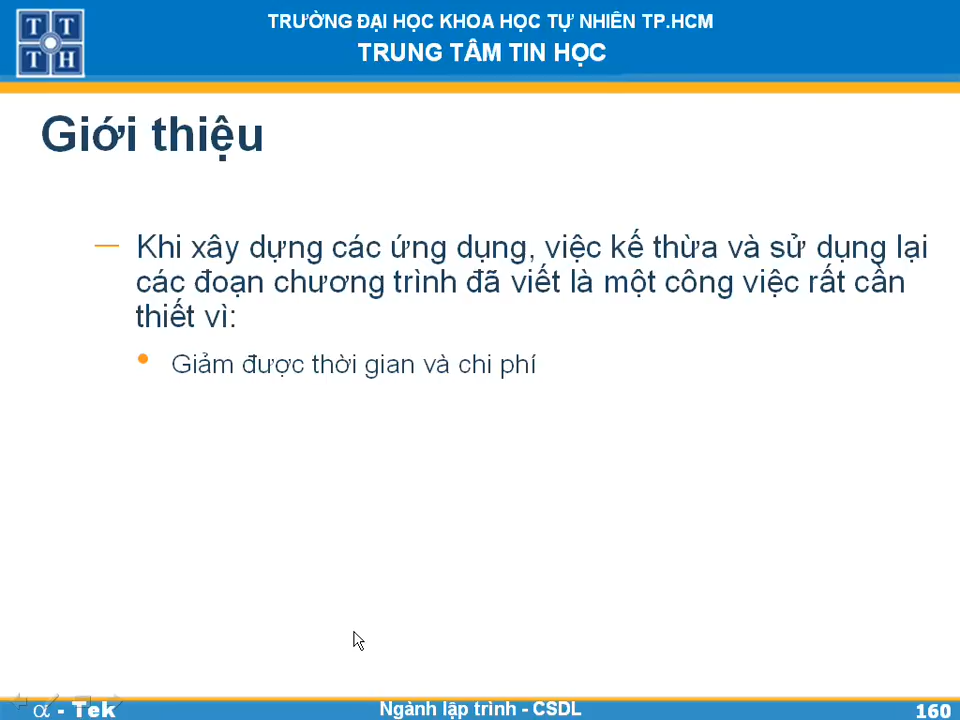 TRƯỜNG ĐẠI HỌC KHOA HỌC TỰ NHIÊN TP.HCM
TRUNG TÂM TIN HỌC
T T
T H
Giới thiệu
— Khi xây dựng các ứng dụng, việc kế thừa và sử dụng lại
các đoạn chương trình đã viết là một công việc rất cần
thiết vì:
• Giảm được thời gian và chi phí
α - Tek
Ngành lập trình - CSDL
160